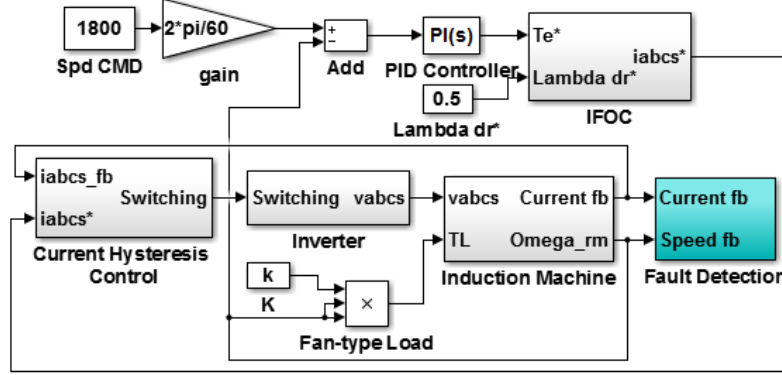 1800
2*pi/60
+
−
PI(s)
Te*
iabcs*
Spd CMD
gain
Add
PID Controller
Lambda dr*
0.5
Lambda dr*
IFOC
iabcs_fb
Switching
iabcs*
Switching vabcs
vabcs Current fb
TL Omega_rm
Current fb
Speed fb
Current Hysteresis
Control
Inverter
Induction Machine
Fault Detection
k
K
×
Fan-type Load